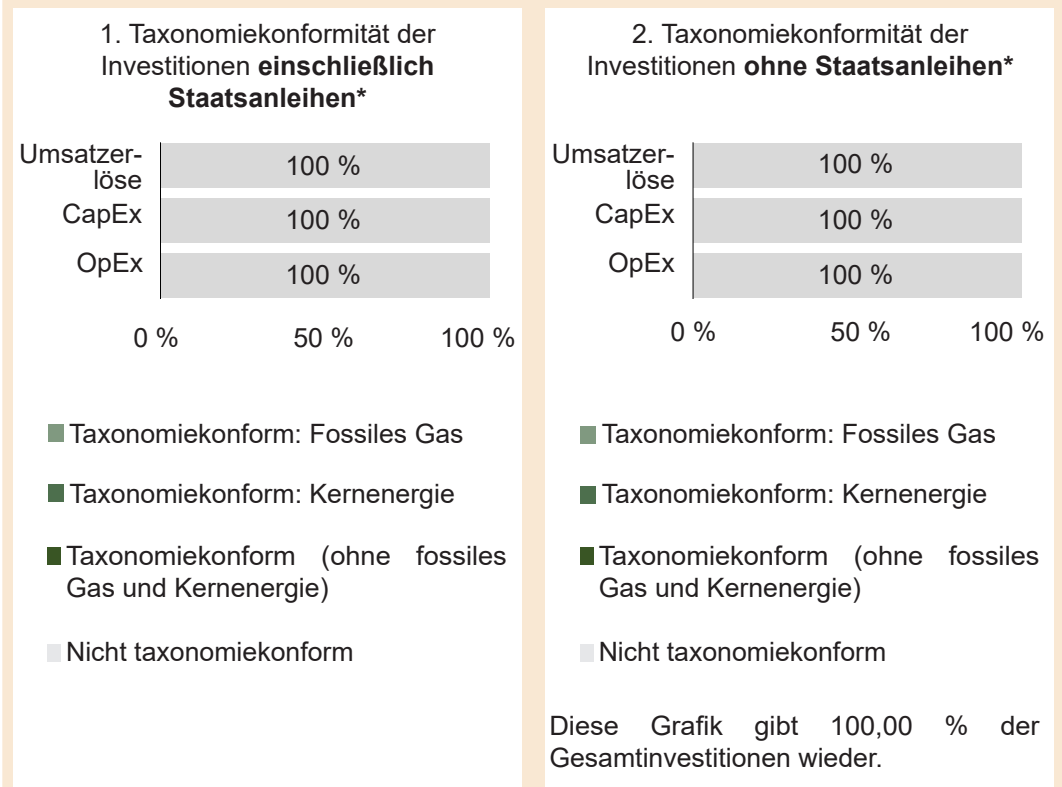 1. Taxonomiekonformität der
Investitionen einschließlich
Staatsanleihen*
Umsatzer-
löse
100 %
CapEx
100 %
OpEx
100 %
0 %
50 %
100 %
Taxonomiekonform: Fossiles Gas
Taxonomiekonform: Kernenergie
Taxonomiekonform (ohne fossiles
Gas und Kernenergie)
Nicht taxonomiekonform
2. Taxonomiekonformität der
Investitionen ohne Staatsanleihen*
Umsatzer-
löse
100 %
CapEx
100 %
OpEx
100 %
0 %
50 %
100 %
Taxonomiekonform: Fossiles Gas
Taxonomiekonform: Kernenergie
Taxonomiekonform (ohne fossiles
Gas und Kernenergie)
Nicht taxonomiekonform
Diese Grafik gibt 100,00 % der
Gesamtinvestitionen wieder.